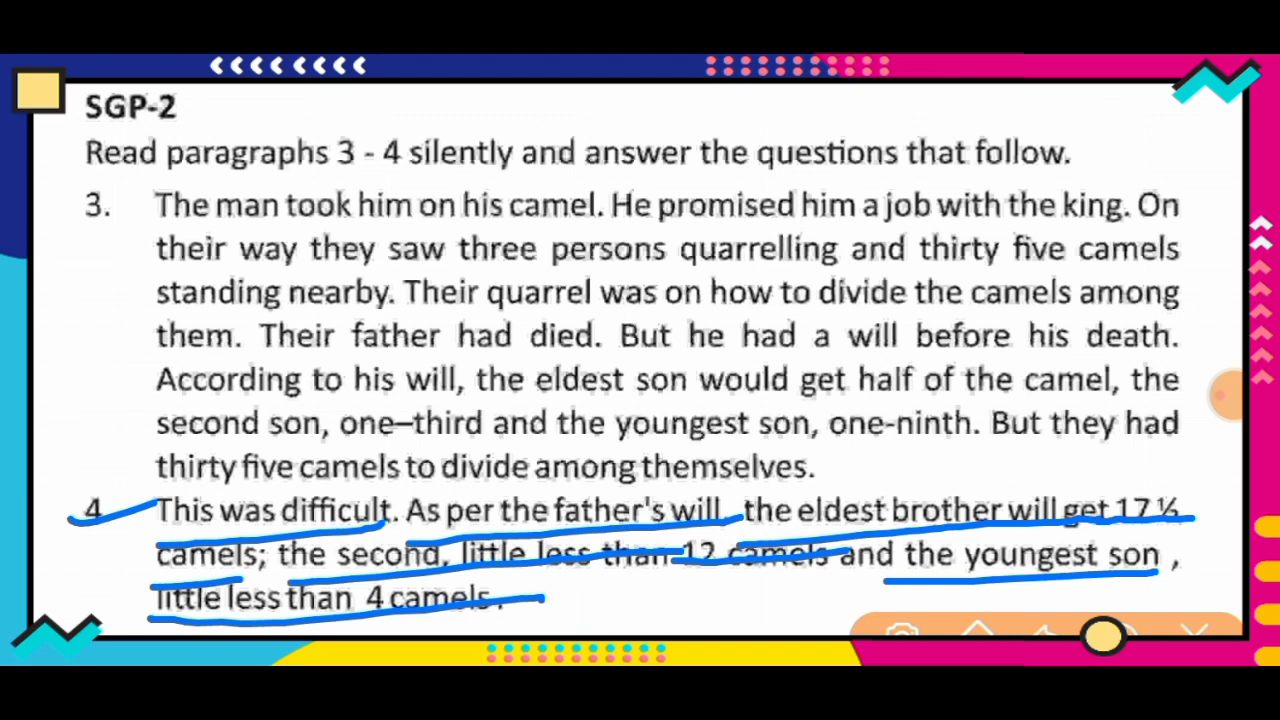 SGP-2
Read paragraphs 3 - 4 silently and answer the questions that follow.
3. The man took him on his camel. He promised him a job with the king. On
their way they saw three persons quarrelling and thirty five camels
standing nearby. Their quarrel was on how to divide the camels among
them. Their father had died. But he had a will before his death.
According to his will, the eldest son would get half of the camel, the
second son, one–third and the youngest son, one-ninth. But they had
thirty five camels to divide among themselves.
4 This was difficult. As per the father's will, the eldest brother will get 17 ½
camels; the second, little less than 12 camels and the youngest son ,
little less than 4 camels.